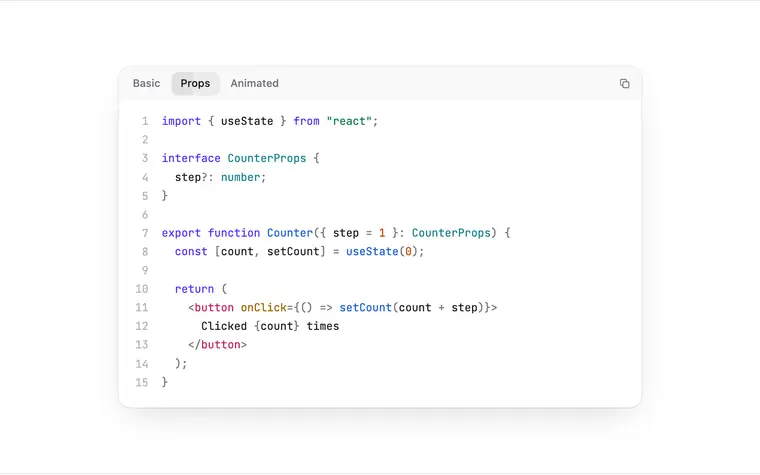 Basic Props Animated
1 import { useState } from "react";
2
3 interface CounterProps {
4   step?: number;
5 }
6
7 export function Counter({ step = 1 }: CounterProps) {
8   const [count, setCount] = useState(0);
9
10   return (
11     <button onClick={() => setCount(count + step)}>
12       Clicked {count} times
13     </button>
14   );
15 }